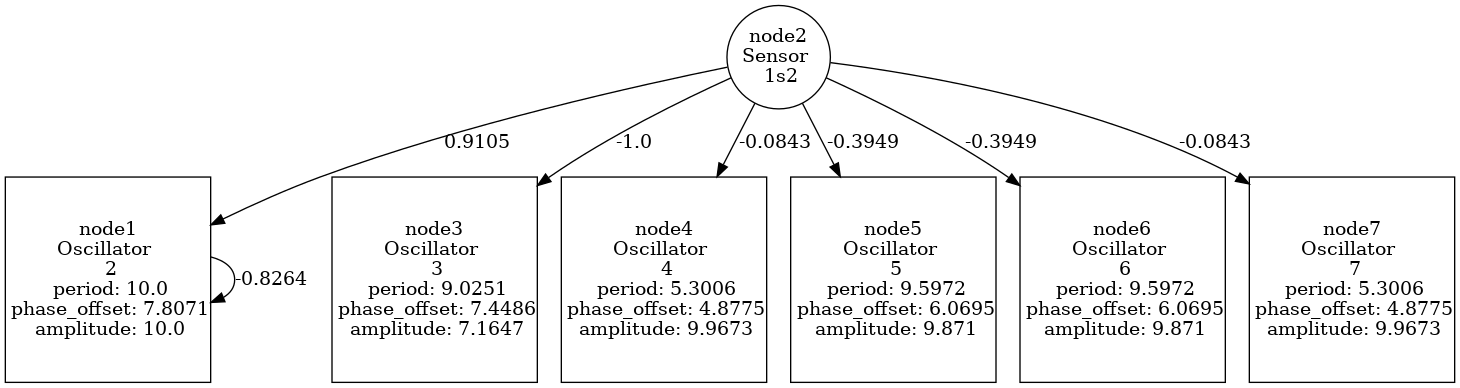 node2
Sensor
1s2
0.9105
-1.0
-0.0843
-0.3949
-0.3949
-0.0843
node1
Oscillator
2
period: 10.0
phase_offset: 7.8071
amplitude: 10.0
-0.8264
node3
Oscillator
3
period: 9.0251
phase_offset: 7.4486
amplitude: 7.1647
node4
Oscillator
4
period: 5.3006
phase_offset: 4.8775
amplitude: 9.9673
node5
Oscillator
5
period: 9.5972
phase_offset: 6.0695
amplitude: 9.871
node6
Oscillator
6
period: 9.5972
phase_offset: 6.0695
amplitude: 9.871
node7
Oscillator
7
period: 5.3006
phase_offset: 4.8775
amplitude: 9.9673